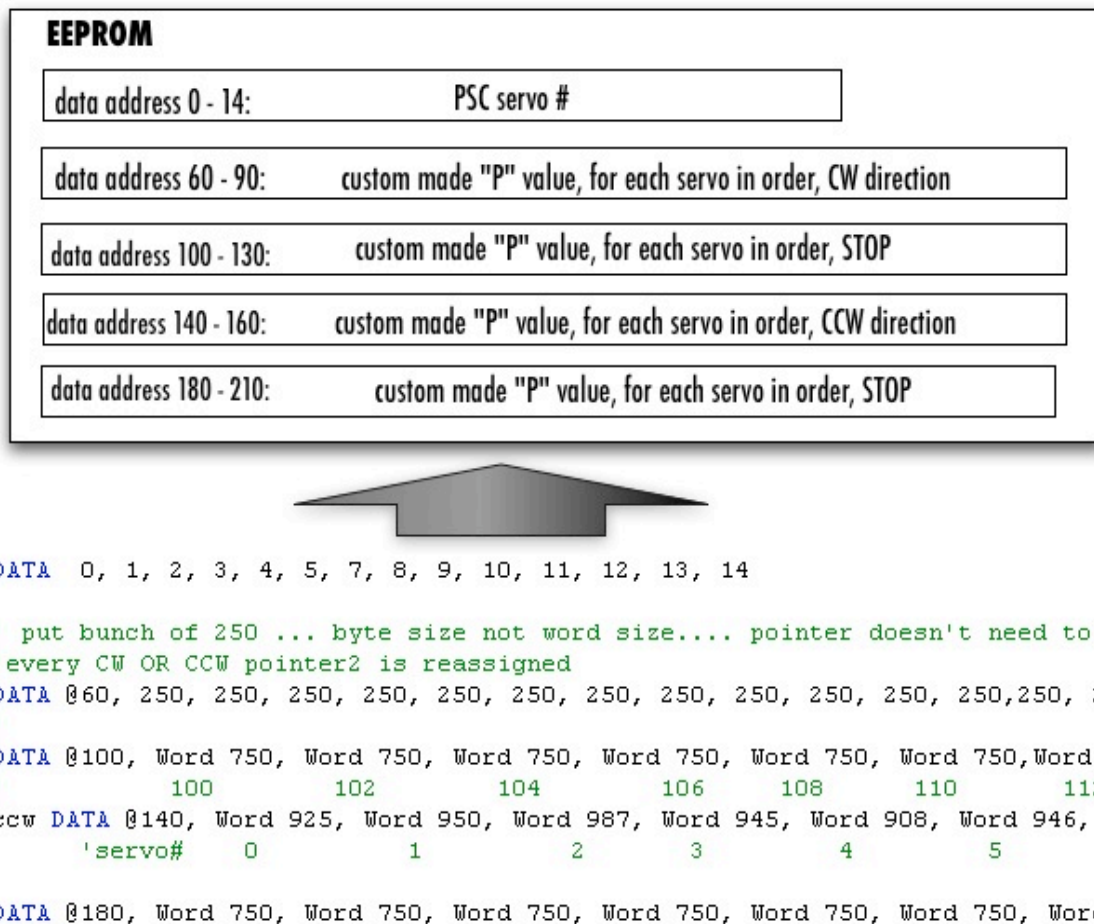 EEPROM
data address 0 - 14: PSC servo #
data address 60 - 90: custom made "P" value, for each servo in order, CW direction
data address 100 - 130: custom made "P" value, for each servo in order, STOP
data address 140 - 160: custom made "P" value, for each servo in order, CCW direction
data address 180 - 210: custom made "P" value, for each servo in order, STOP
DATA 0, 1, 2, 3, 4, 5, 7, 8, 9, 10, 11, 12, 13, 14
put bunch of 250 ... byte size not word size.... pointer doesn't need to
every CW OR CCW pointer2 is reassigned
DATA @60, 250, 250, 250, 250, 250, 250, 250, 250, 250, 250, 250, 250,250,
DATA @100, Word 750, Word 750, Word 750, Word 750, Word 750, Word 750,Word
100 102 104 106 108 110
ccw DATA @140, Word 925, Word 950, Word 987, Word 945, Word 908, Word 946,
'servo# 0 1 2 3 4 5
DATA @180, Word 750, Word 750, Word 750, Word 750, Word 750, Word 750,